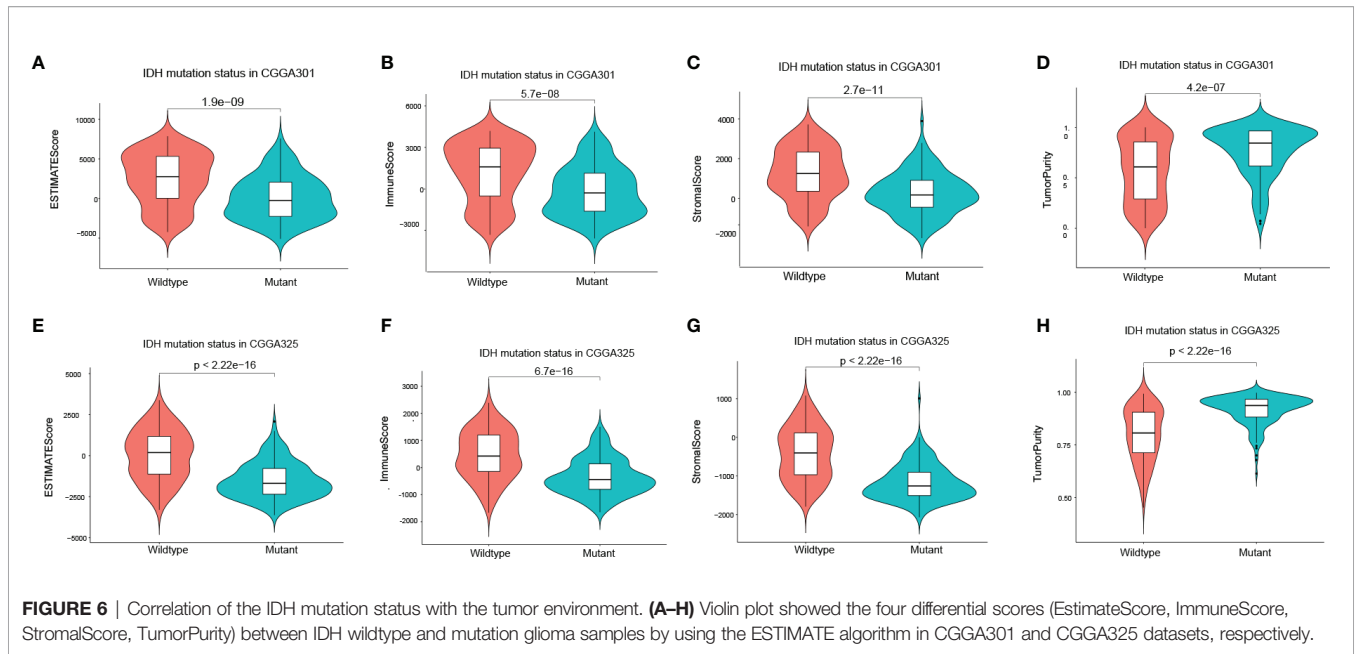 A
IDH mutation status in CGGA301
1.9e−09
ESTIMATEScore
10000
5000
0
−5000
Wildtype
Mutant
B
IDH mutation status in CGGA301
5.7e−08
ImmuneScore
6000
3000
0
−3000
Wildtype
Mutant
C
IDH mutation status in CGGA301
2.7e−11
StromalScore
4000
2000
0
−2000
Wildtype
Mutant
D
IDH mutation status in CGGA301
4.2e−07
TumorPurity
1.
0
0.
5
0.
0
Wildtype
Mutant
E
IDH mutation status in CGGA325
p < 2.22e−16
ESTIMATEScore
5000
2500
0
−2500
−5000
Wildtype
Mutant
F
IDH mutation status in CGGA325
6.7e−16
ImmuneScore
3000
2000
1000
0
−1000
−2000
Wildtype
Mutant
G
IDH mutation status in CGGA325
p < 2.22e−16
StromalScore
1000
0
−1000
−2000
Wildtype
Mutant
H
IDH mutation status in CGGA325
p < 2.22e−16
TumorPurity
1.00
0.75
0.50
Wildtype
Mutant
FIGURE 6 | Correlation of the IDH mutation status with the tumor environment. (A–H) Violin plot showed the four differential scores (EstimateScore, ImmuneScore,
StromalScore, TumorPurity) between IDH wildtype and mutation glioma samples by using the ESTIMATE algorithm in CGGA301 and CGGA325 datasets, respectively.